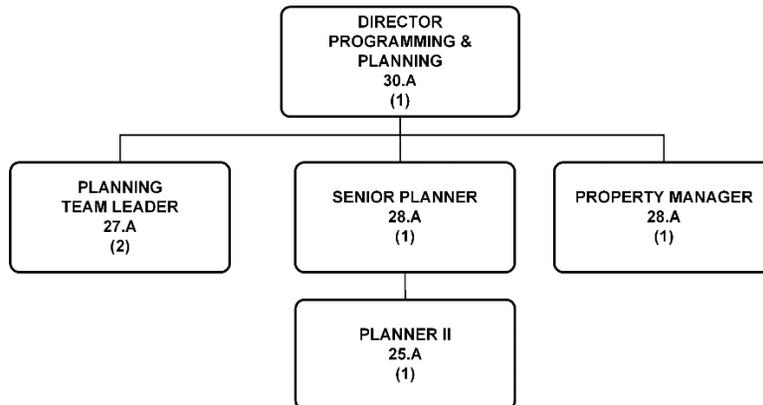 DIRECTOR
PROGRAMMING &
PLANNING
30.A
(1)
PLANNING
TEAM LEADER
27.A
(2)
SENIOR PLANNER
28.A
(1)
PROPERTY MANAGER
28.A
(1)
PLANNER II
25.A
(1)